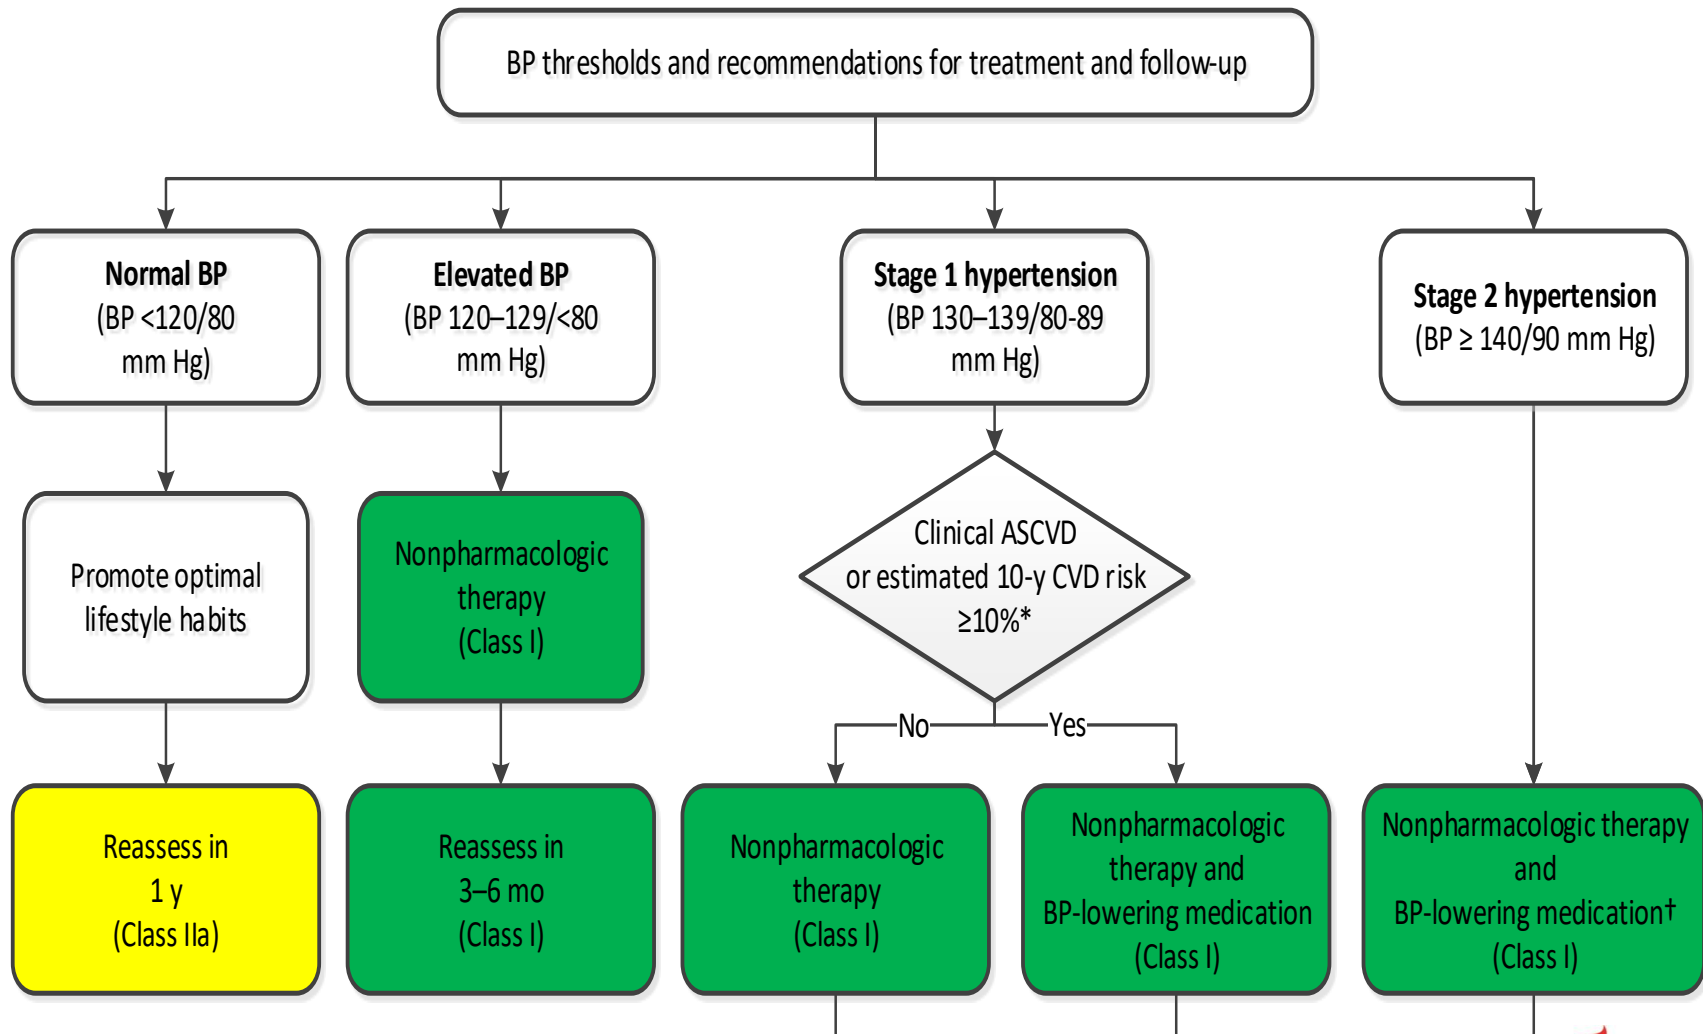 BP thresholds and recommendations for treatment and follow-up
Normal BP
(BP <120/80
mm Hg)
Elevated BP
(BP 120–129/<80
mm Hg)
Stage 1 hypertension
(BP 130–139/80-89
mm Hg)
Stage 2 hypertension
(BP ≥ 140/90 mm Hg)
Promote optimal
lifestyle habits
Nonpharmacologic
therapy
(Class I)
Clinical ASCVD
or estimated 10-y CVD risk
≥10%*
No
Yes
Reassess in
1 y
(Class IIa)
Reassess in
3–6 mo
(Class I)
Nonpharmacologic
therapy
(Class I)
Nonpharmacologic
therapy and
BP-lowering medication
(Class I)
Nonpharmacologic therapy
and
BP-lowering medication†
(Class I)